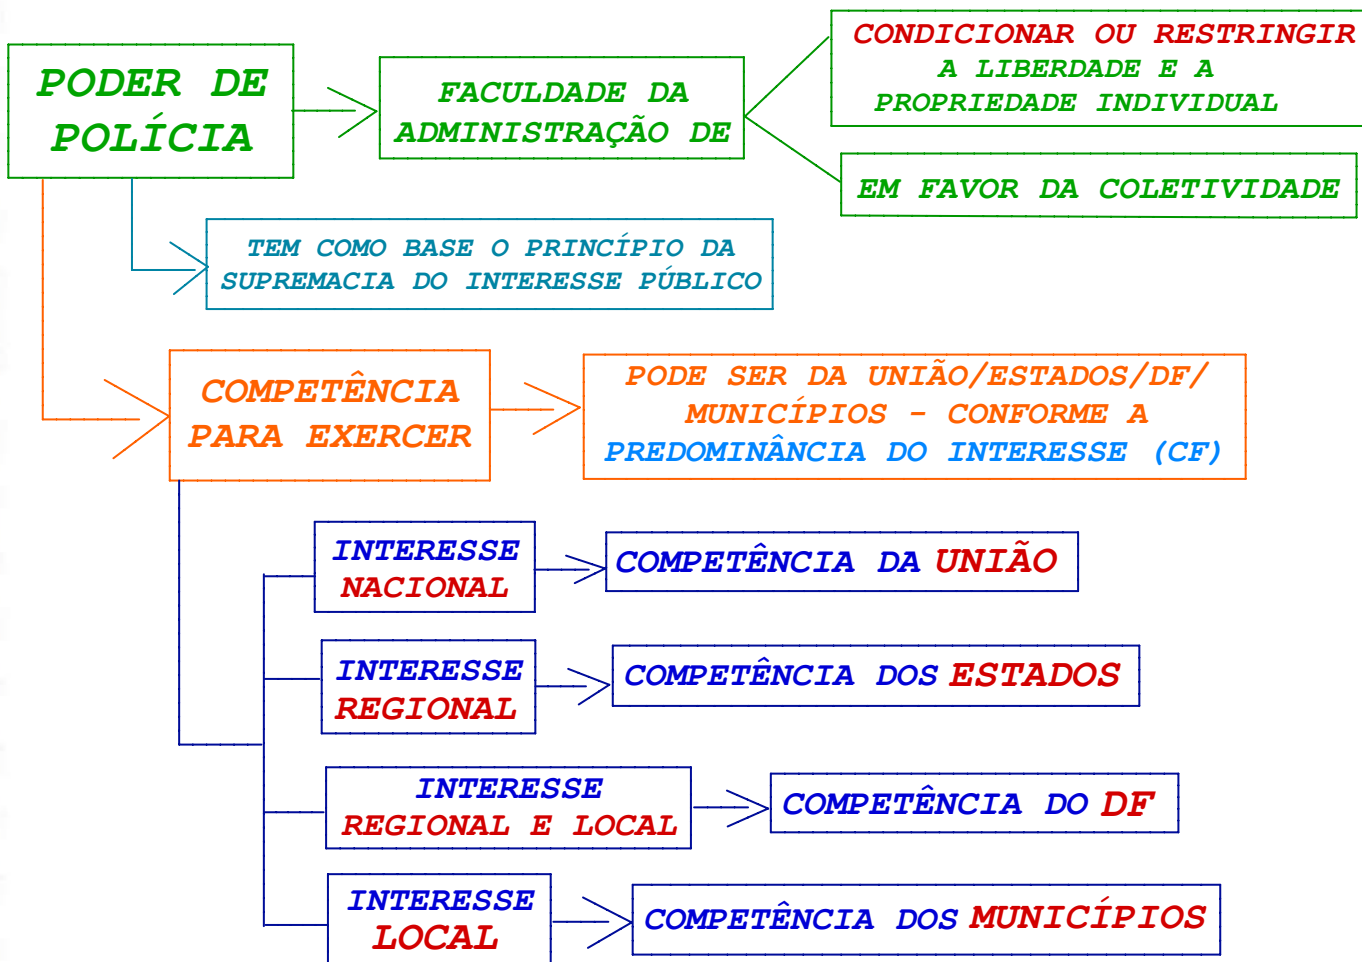 PODER DE
POLÍCIA
FACULDADE DA
ADMINISTRAÇÃO DE
CONDICIONAR OU RESTRINGIR
A LIBERDADE E A
PROPRIEDADE INDIVIDUAL
EM FAVOR DA COLETIVIDADE
TEM COMO BASE O PRINCÍPIO DA
SUPREMACIA DO INTERESSE PÚBLICO
COMPETÊNCIA
PARA EXERCER
PODE SER DA UNIÃO/ESTADOS/DF/
MUNICÍPIOS - CONFORME A
PREDOMINÂNCIA DO INTERESSE (CF)
INTERESSE
NACIONAL
COMPETÊNCIA DA UNIÃO
INTERESSE
REGIONAL
COMPETÊNCIA DOS ESTADOS
INTERESSE
REGIONAL E LOCAL
COMPETÊNCIA DO DF
INTERESSE
LOCAL
COMPETÊNCIA DOS MUNICÍPIOS